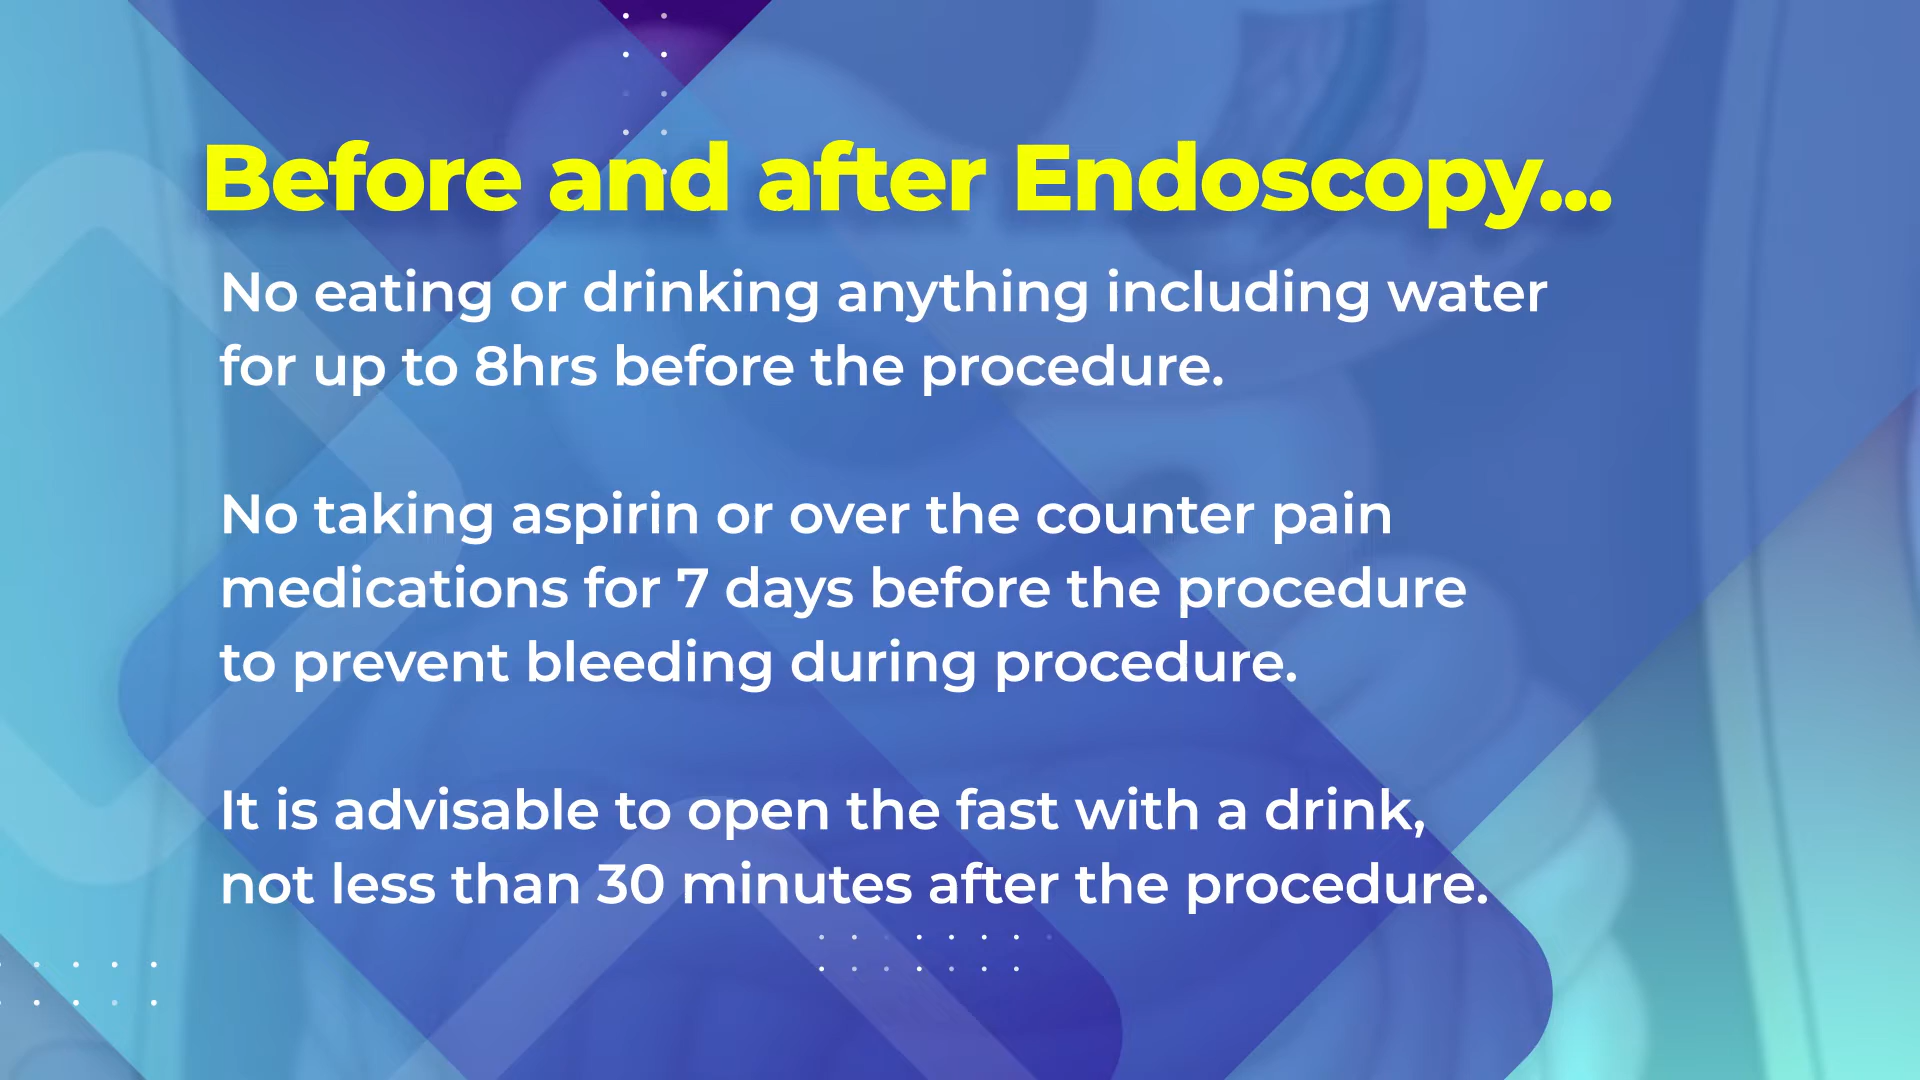 Before and after Endoscopy...
No eating or drinking anything including water
for up to 8hrs before the procedure.
No taking aspirin or over the counter pain
medications for 7 days before the procedure
to prevent bleeding during procedure.
It is advisable to open the fast with a drink,
not less than 30 minutes after the procedure.